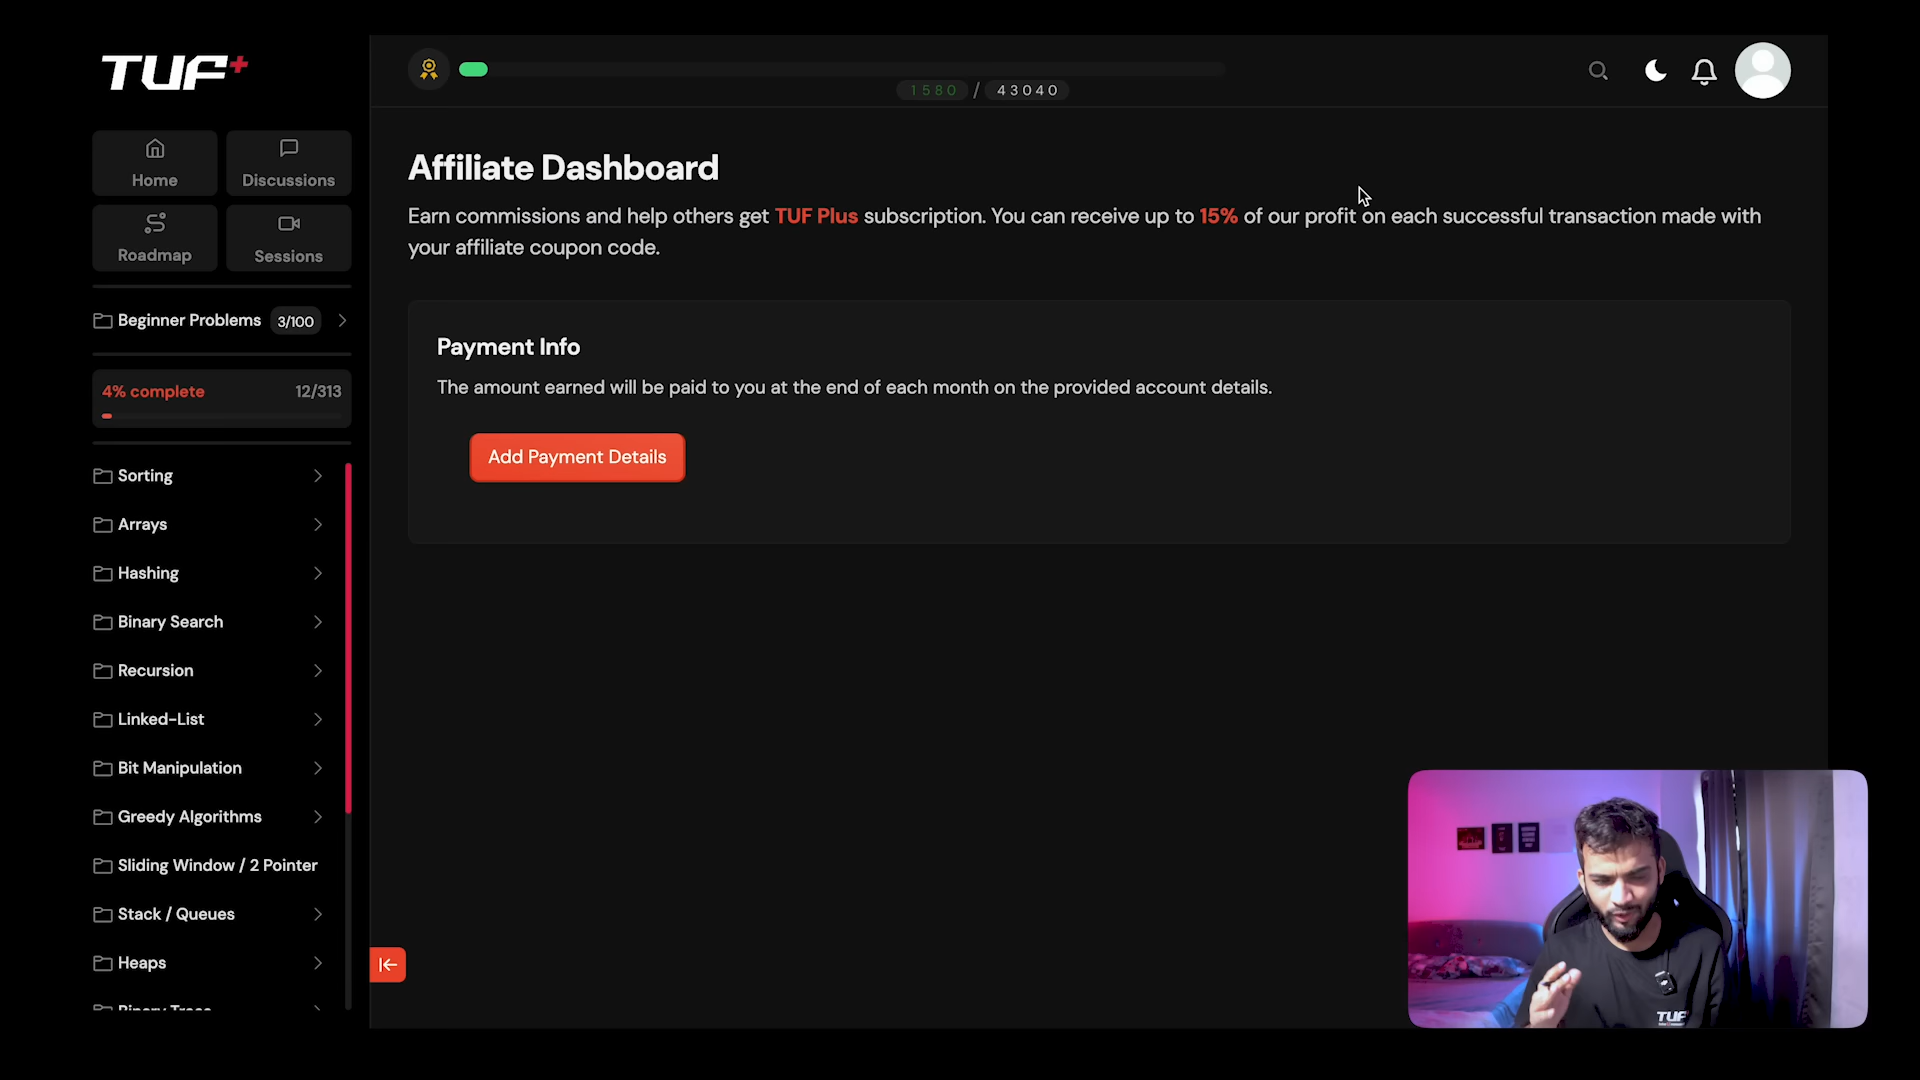 TUF+
1580 / 43040
Home
Discussions
Roadmap
Sessions
Beginner Problems 3/100
4% complete 12/313
Sorting
Arrays
Hashing
Binary Search
Recursion
Linked-List
Bit Manipulation
Greedy Algorithms
Sliding Window / 2 Pointer
Stack / Queues
Heaps
Binary Trees
Affiliate Dashboard
Earn commissions and help others get TUF Plus subscription. You can receive up to 15% of our profit on each successful transaction made with
your affiliate coupon code.
Payment Info
The amount earned will be paid to you at the end of each month on the provided account details.
Add Payment Details
TUF